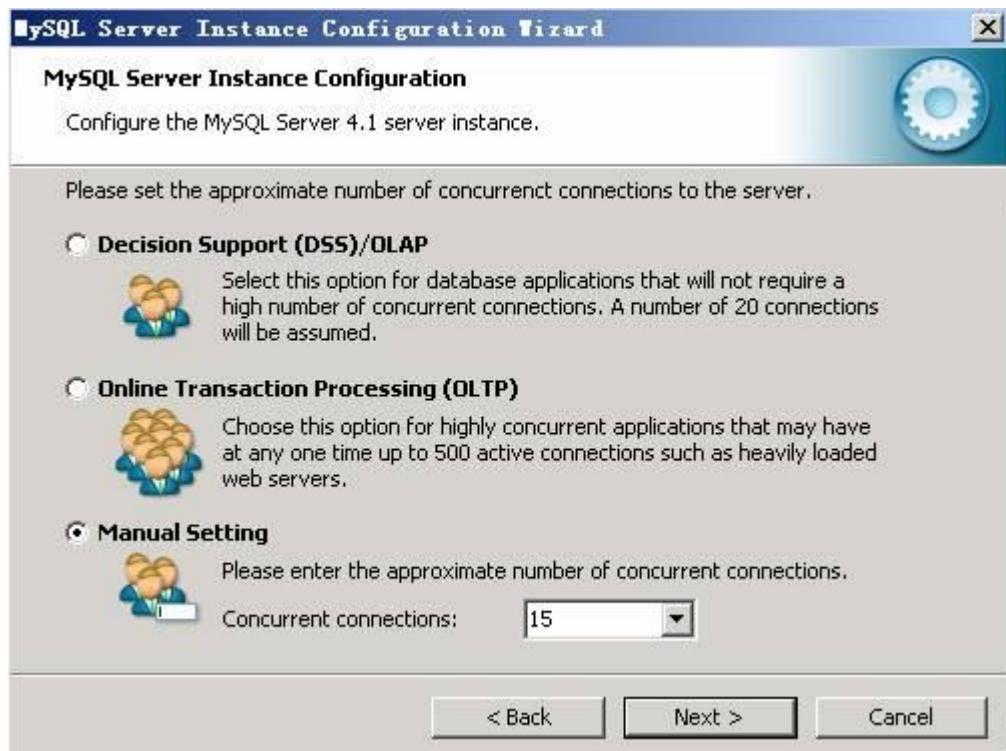 MySQL Server Instance Configuration Wizard
MySQL Server Instance Configuration
Configure the MySQL Server 4.1 server instance.
Please set the approximate number of concurrenct connections to the server.
Decision Support (DSS)/OLAP
Select this option for database applications that will not require a
high number of concurrent connections. A number of 20 connections
will be assumed.
Online Transaction Processing (OLTP)
Choose this option for highly concurrent applications that may have
at any one time up to 500 active connections such as heavily loaded
web servers.
Manual Setting
Please enter the approximate number of concurrent connections.
Concurrent connections: 15
< Back Next > Cancel